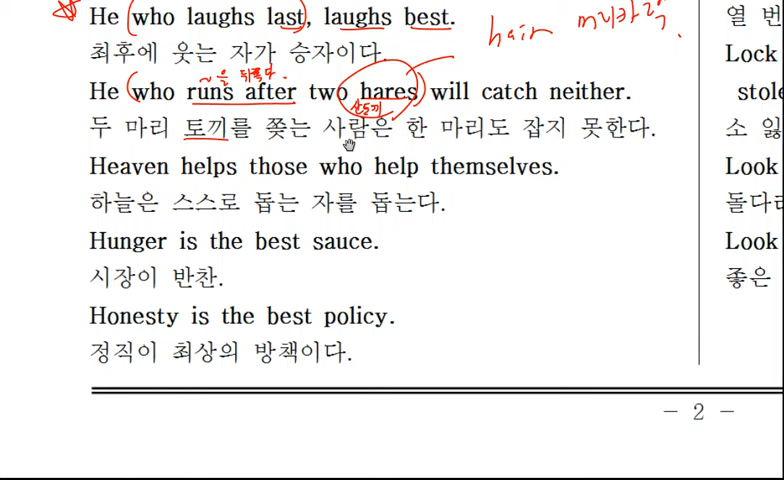 He (who laughs last), laughs best.
hair 머리카락.
최후에 웃는 자가 승자이다.
~을 뒤쫓다.
He (who runs after two hares) will catch neither.
산토끼
두 마리 토끼를 쫓는 사람은 한 마리도 잡지 못한다.
Heaven helps those who help themselves.
하늘은 스스로 돕는 자를 돕는다.
Hunger is the best sauce.
시장이 반찬.
Honesty is the best policy.
정직이 최상의 방책이다.
열 번
Lock
stole
소 잃
Look
돌다리
Look
좋은
- 2 -